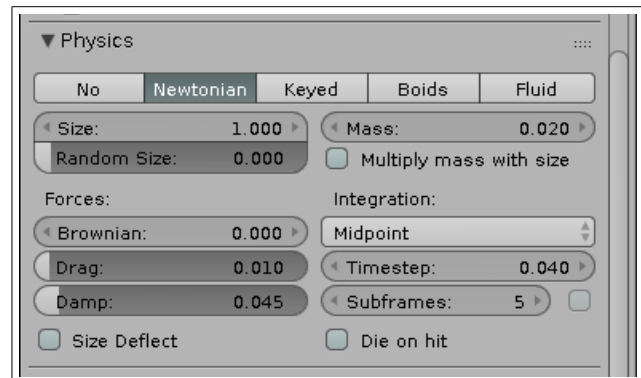 Physics
No Newtonian Keyed Boids Fluid
Size: 1.000 Mass: 0.020
Random Size: 0.000 Multiply mass with size
Forces: Integration:
Brownian: 0.000 Midpoint
Drag: 0.010 Timestep: 0.040
Damp: 0.045 Subframes: 5
Size Deflect Die on hit